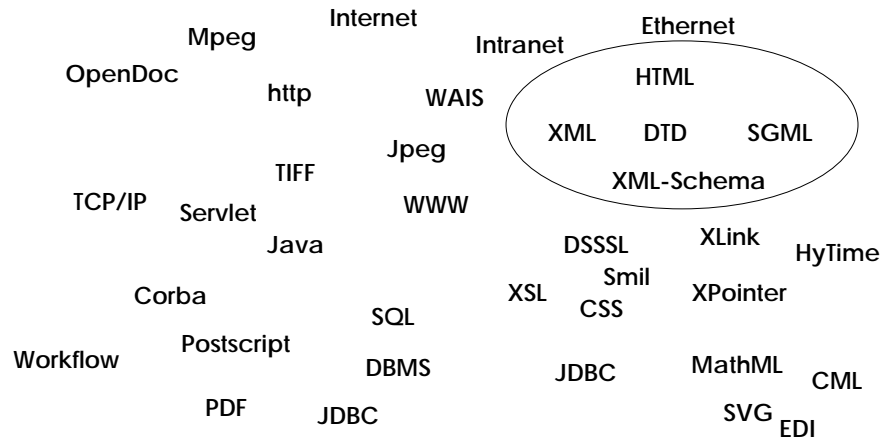 Internet
Ethernet
Mpeg
Intranet
OpenDoc
HTML
http
WAIS
XML DTD SGML
Jpeg
TIFF
XML-Schema
TCP/IP
Servlet
WWW
Java
DSSSL
XLink
HyTime
Smil
Corba
XSL
XPointer
CSS
SQL
Postscript
Workflow
DBMS
JDBC
MathML
CML
PDF
JDBC
SVG
EDI